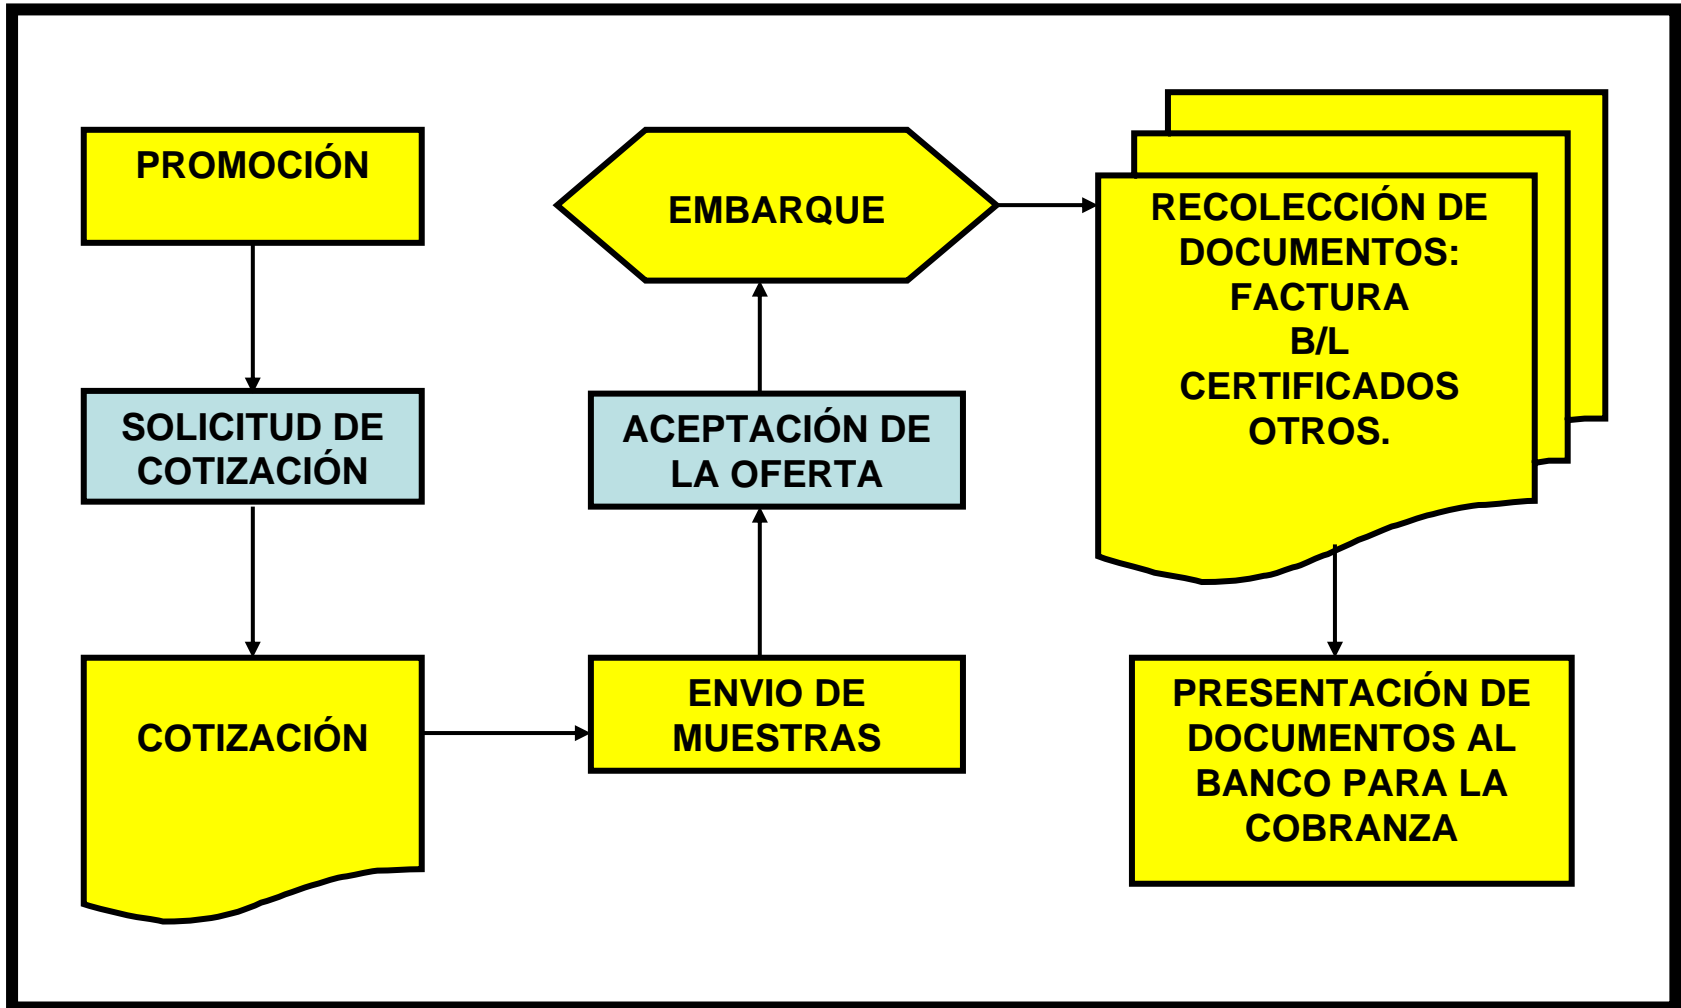 PROMOCIÓN
SOLICITUD DE
COTIZACIÓN
COTIZACIÓN
ENVIO DE
MUESTRAS
ACEPTACIÓN DE
LA OFERTA
EMBARQUE
RECOLECCIÓN DE
DOCUMENTOS:
FACTURA
B/L
CERTIFICADOS
OTROS.
PRESENTACIÓN DE
DOCUMENTOS AL
BANCO PARA LA
COBRANZA